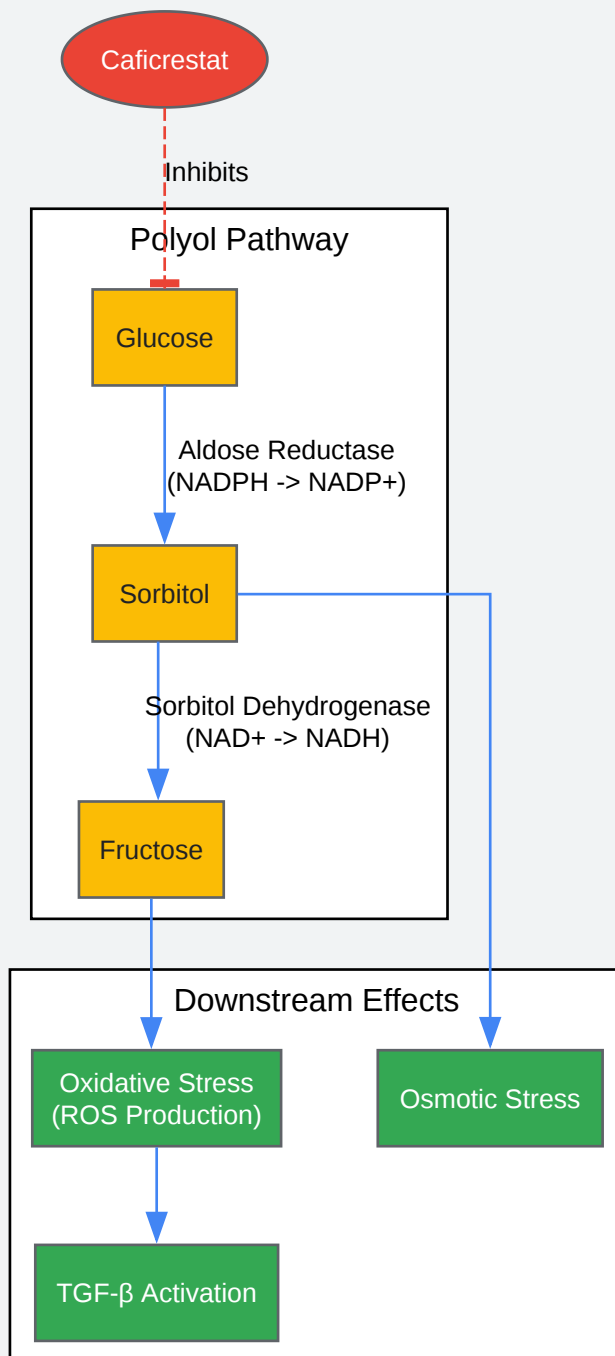 Caficrestat
Inhibits
Polyol Pathway
Glucose
Aldose Reductase
(NADPH -> NADP+)
Sorbitol
Sorbitol Dehydrogenase
(NAD+ -> NADH)
Fructose
Downstream Effects
Oxidative Stress
(ROS Production)
Osmotic Stress
TGF-β Activation